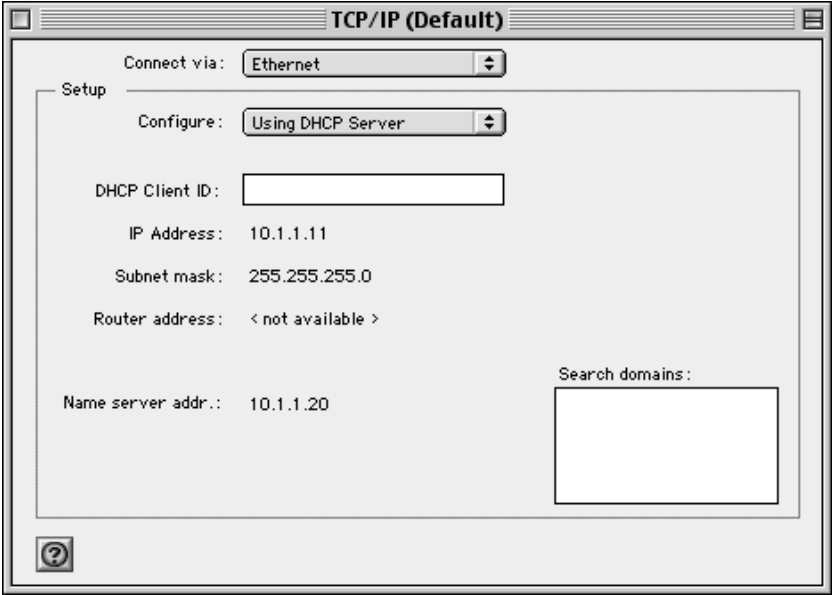 TCP/IP (Default)
Connect via: Ethernet
Setup
Configure: Using DHCP Server
DHCP Client ID:
IP Address: 10.1.1.11
Subnet mask: 255.255.255.0
Router address: < not available >
Search domains:
Name server addr.: 10.1.1.20
?